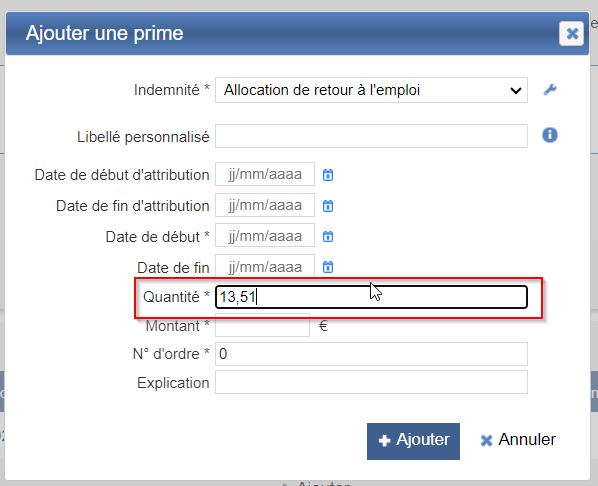 Ajouter une prime
Indemnité * Allocation de retour à l'emploi
Libellé personnalisé
Date de début d'attribution jj/mm/aaaa
Date de fin d'attribution jj/mm/aaaa
Date de début * jj/mm/aaaa
Date de fin jj/mm/aaaa
Quantité * 13,51
Montant * €
N° d'ordre * 0
Explication
Ajouter Annuler